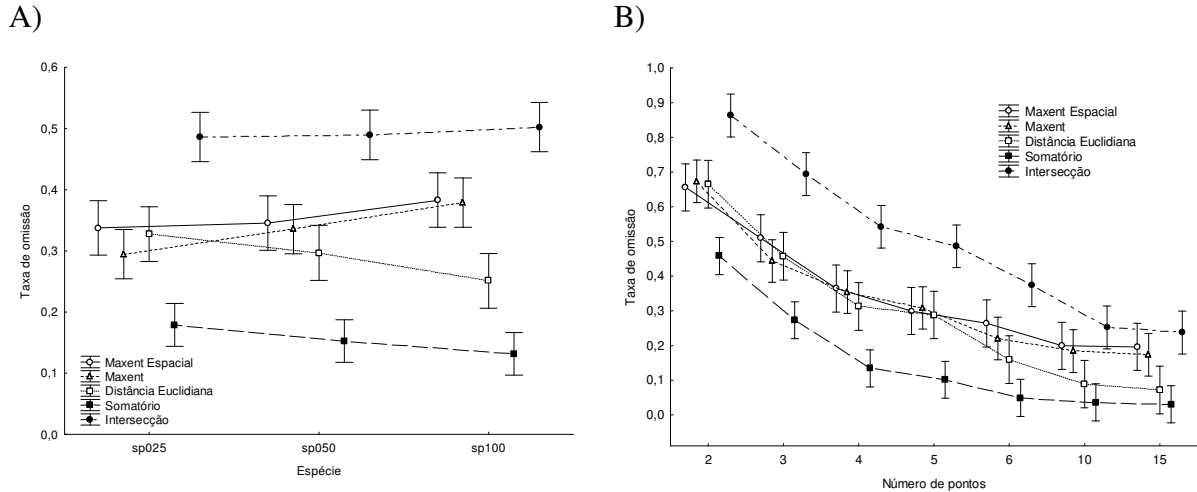 A)
0,6
0,5
0,4
0,3
0,2
0,1
0,0
Taxa de omissão
Maxent Espacial
Maxent
Distância Euclidiana
Somatório
Intersecção
sp025
sp050
sp100
Espécie
B)
1,0
0,9
0,8
0,7
0,6
0,5
0,4
0,3
0,2
0,1
0,0
Taxa de omissão
Maxent Espacial
Maxent
Distância Euclidiana
Somatório
Intersecção
2
3
4
5
6
10
15
Número de pontos